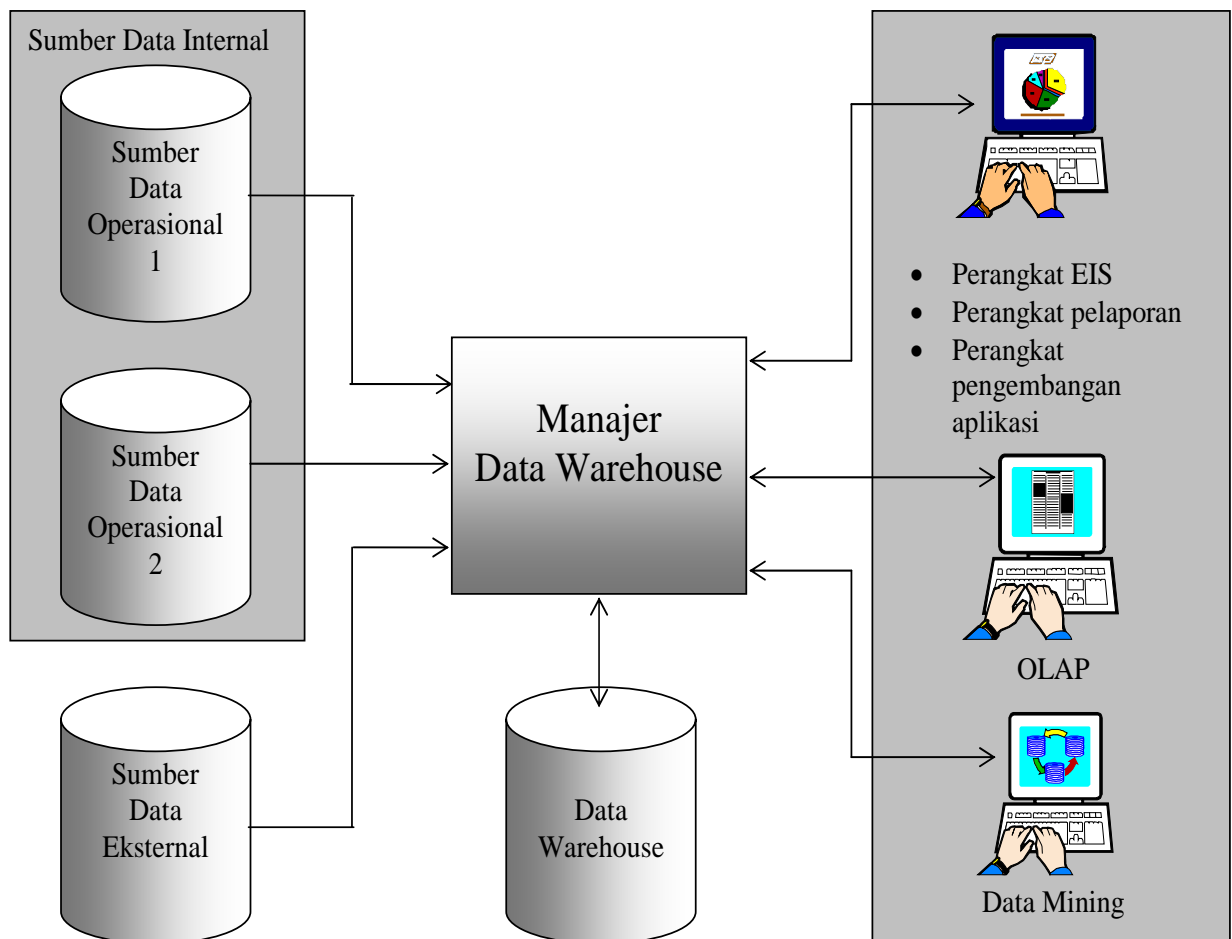 Sumber Data Internal
Sumber
Data
Operasional
1
Sumber
Data
Operasional
2
Sumber
Data
Eksternal
Manajer
Data Warehouse
Data
Warehouse
• Perangkat EIS
• Perangkat pelaporan
• Perangkat
pengembangan
aplikasi
OLAP
Data Mining